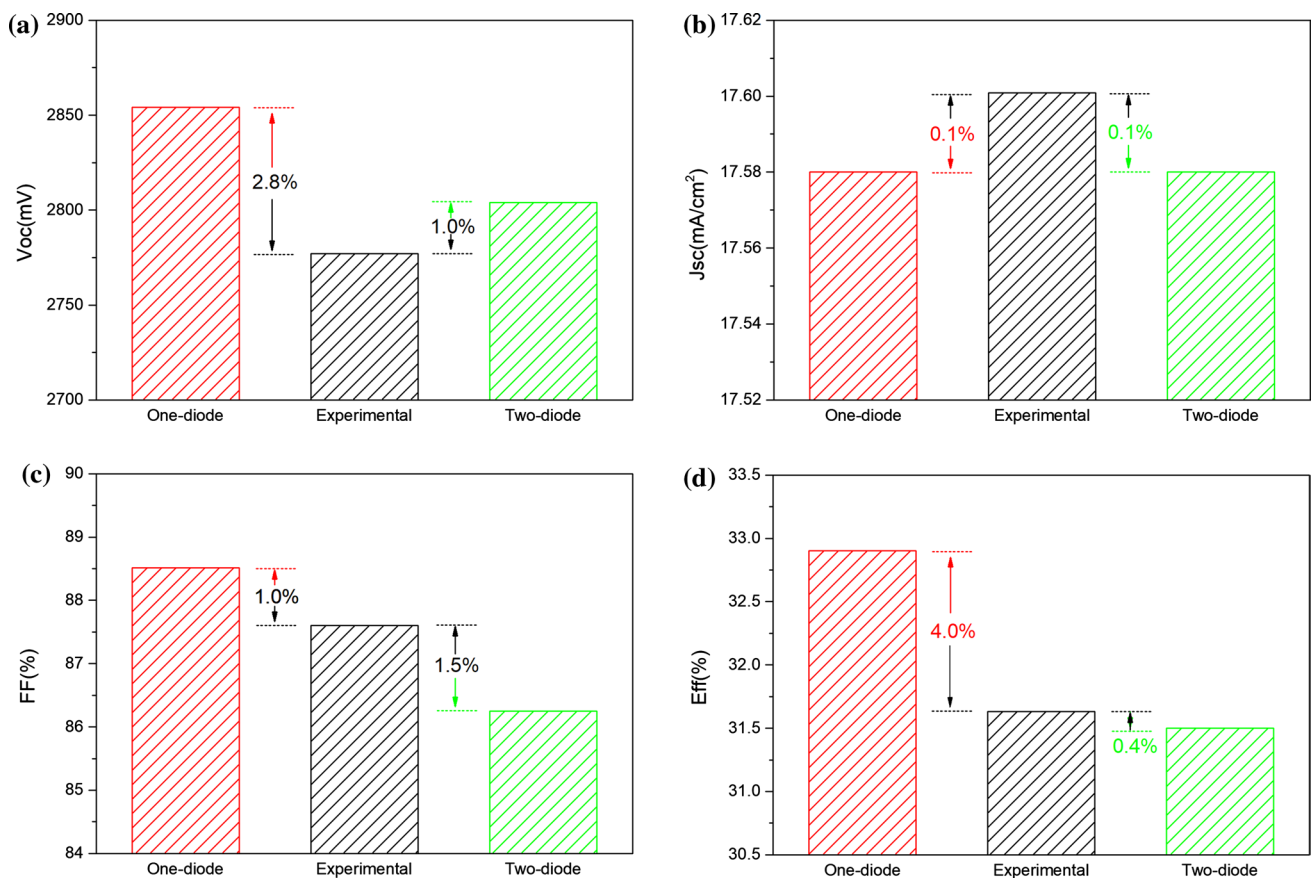 (a)
Voc(mV)
2900
2850
2800
2750
2700
2.8%
1.0%
One-diode
Experimental
Two-diode
(b)
Jsc(mA/cm²)
17.62
17.60
17.58
17.56
17.54
17.52
0.1%
0.1%
One-diode
Experimental
Two-diode
(c)
FF(%)
90
89
88
87
86
85
84
1.0%
1.5%
One-diode
Experimental
Two-diode
(d)
Eff(%)
33.5
33.0
32.5
32.0
31.5
31.0
30.5
4.0%
0.4%
One-diode
Experimental
Two-diode